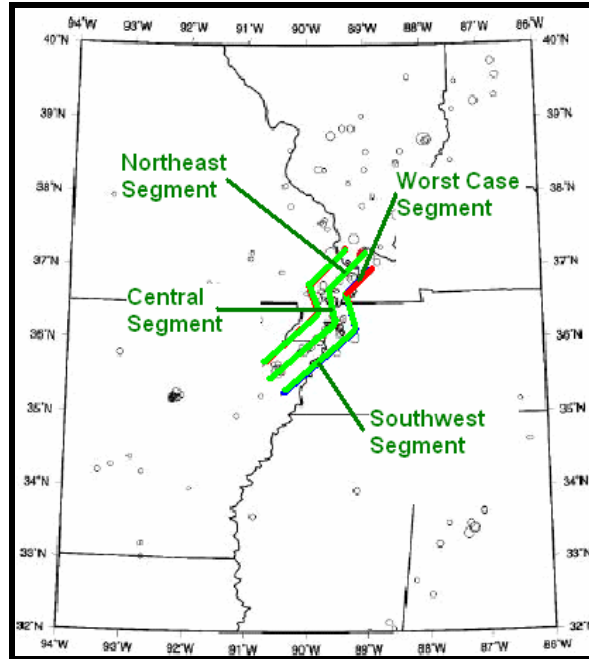 94°W 93°W 92°W 91°W 90°W 89°W 88°W 87°W 86°W
40°N 40°N
39°N 39°N
38°N 38°N
37°N 37°N
36°N 36°N
35°N 35°N
34°N 34°N
33°N 33°N
32°N 32°N
94°W 93°W 92°W 91°W 90°W 89°W 88°W 87°W 86°W
Northeast
Segment
Worst Case
Segment
Central
Segment
Southwest
Segment